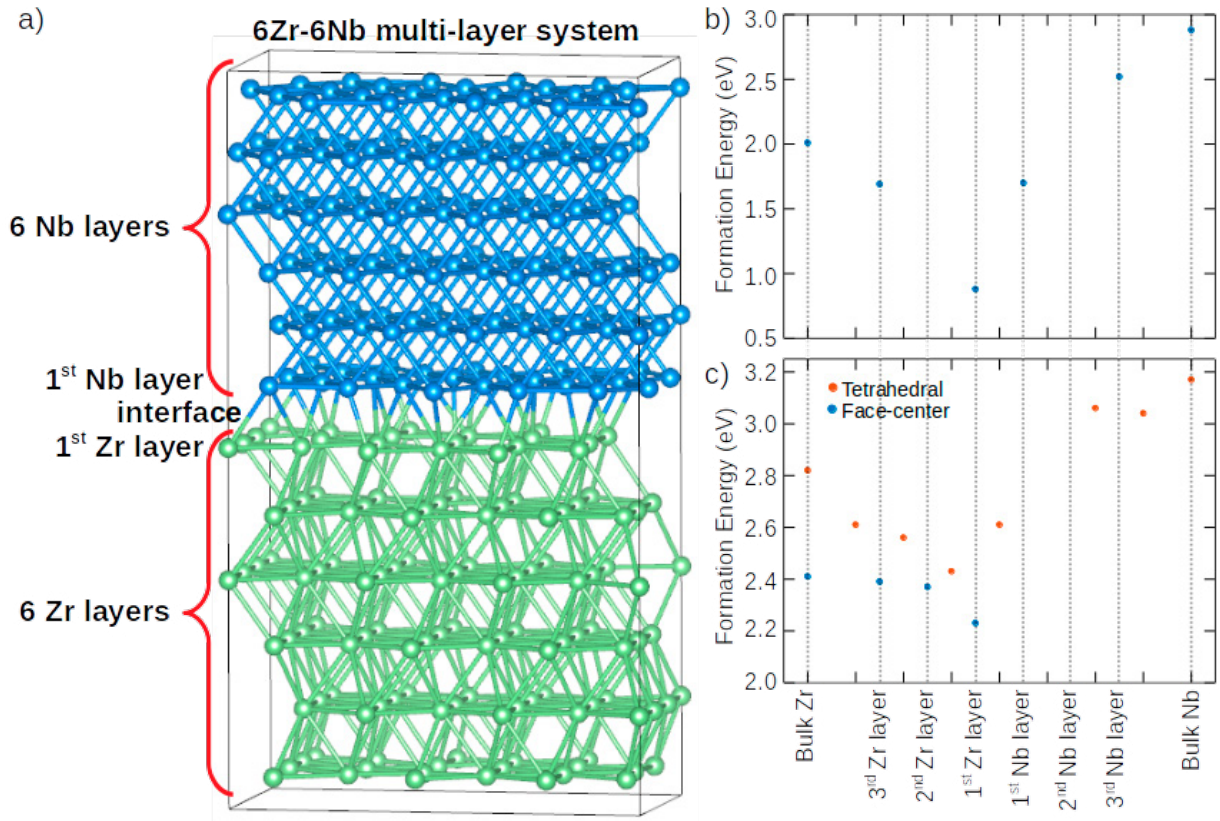 a)
6Zr-6Nb multi-layer system
6 Nb layers
1st Nb layer
interface
1st Zr layer
6 Zr layers
b)
Formation Energy (eV)
3.0
2.5
2.0
1.5
1.0
0.5
c)
Formation Energy (eV)
3.2
3.0
2.8
2.6
2.4
2.2
2.0
Tetrahedral
Face-center
Bulk Zr
3rd Zr layer
2nd Zr layer
1st Zr layer
1st Nb layer
2nd Nb layer
3rd Nb layer
Bulk Nb